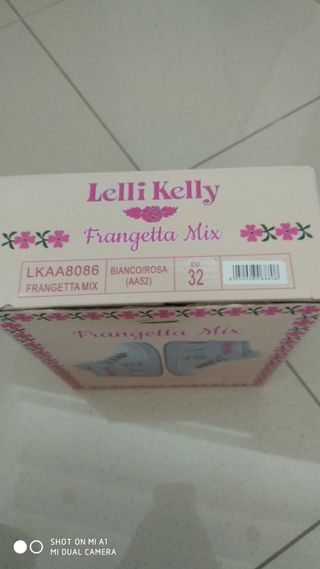 Lelli Kelly
Frangetta Mix
LKAA8086
FRANGETTA MIX
BIANCO/ROSA
(AA52)
EU
32
Frangetta Mix
SHOT ON MI A1
MI DUAL CAMERA